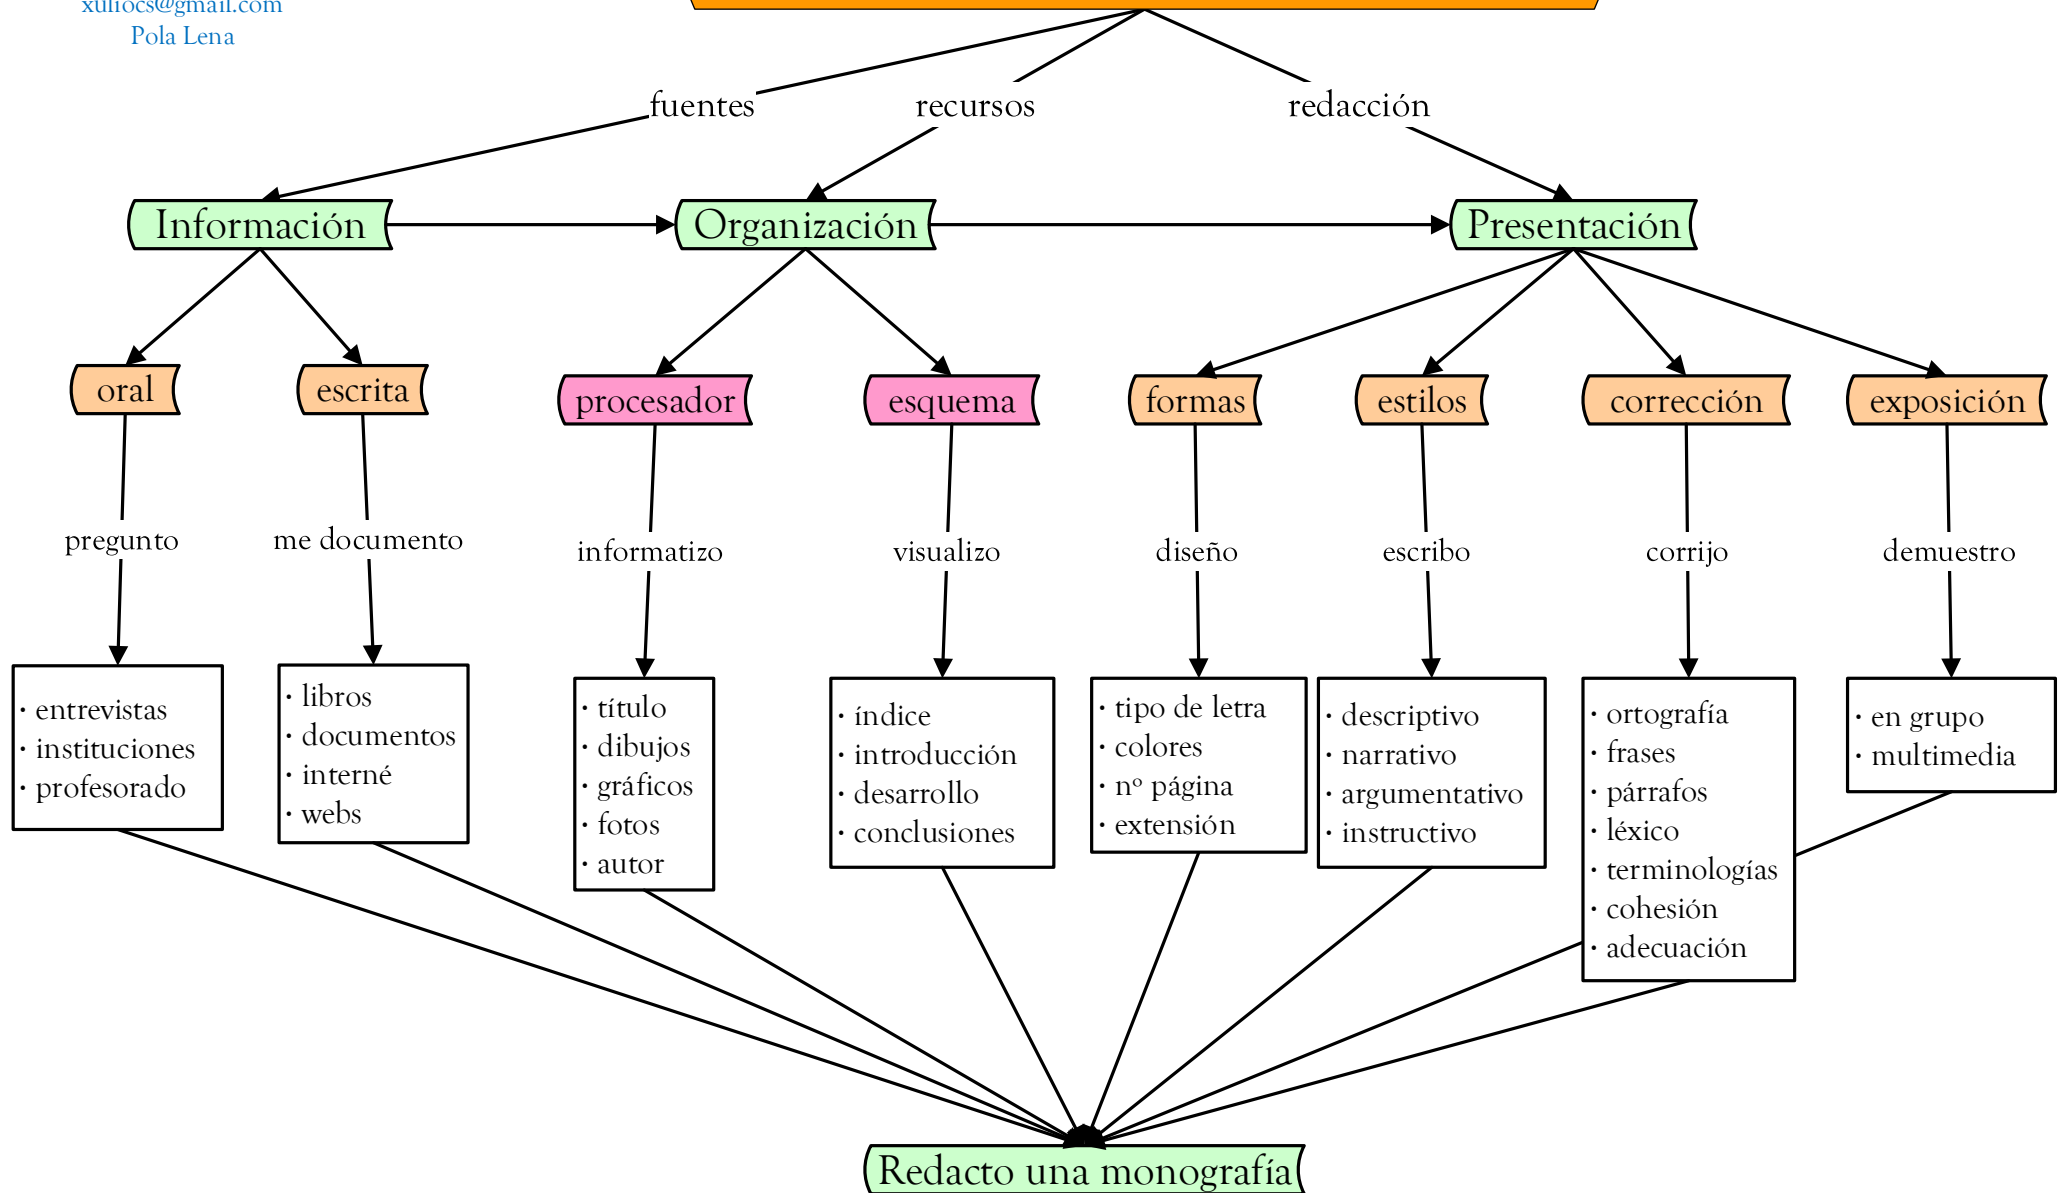 xuliocs@gmail.com
Pola Lena
fuentes
recursos
redacción
Información
Organización
Presentación
oral
escrita
procesador
esquema
formas
estilos
corrección
exposición
pregunto
me documento
informatizo
visualizo
diseño
escribo
corrijo
demuestro
· entrevistas
· instituciones
· profesorado
· libros
· documentos
· interné
· webs
· título
· dibujos
· gráficos
· fotos
· autor
· índice
· introducción
· desarrollo
· conclusiones
· tipo de letra
· colores
· nº página
· extensión
· descriptivo
· narrativo
· argumentativo
· instructivo
· ortografía
· frases
· párrafos
· léxico
· terminologías
· cohesión
· adecuación
· en grupo
· multimedia
Redacto una monografía